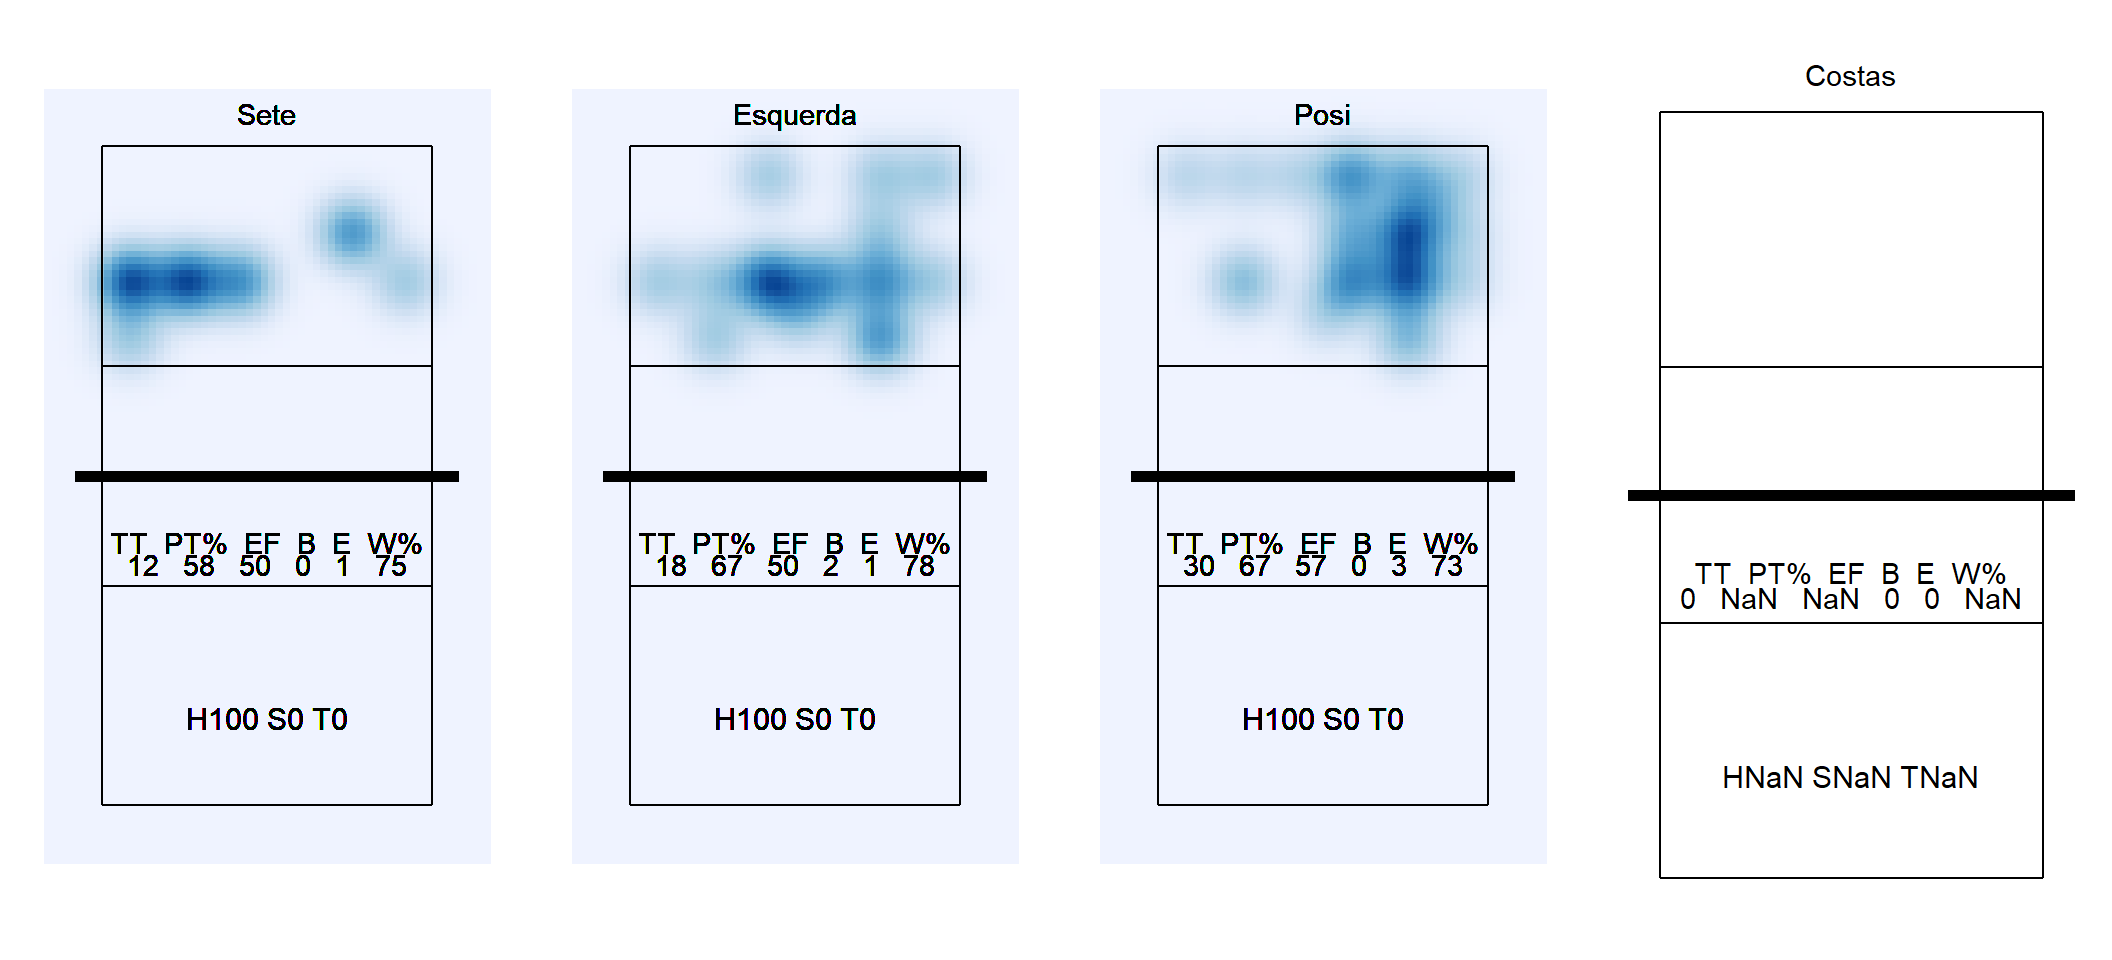 Sete
TT PT% EF B E W%
12 58 50 0 1 75
H100 S0 T0
Esquerda
TT PT% EF B E W%
18 67 50 2 1 78
H100 S0 T0
Posi
TT PT% EF B E W%
30 67 57 0 3 73
H100 S0 T0
Costas
TT PT% EF B E W%
0 NaN NaN 0 0 NaN
HNaN SNaN TNaN